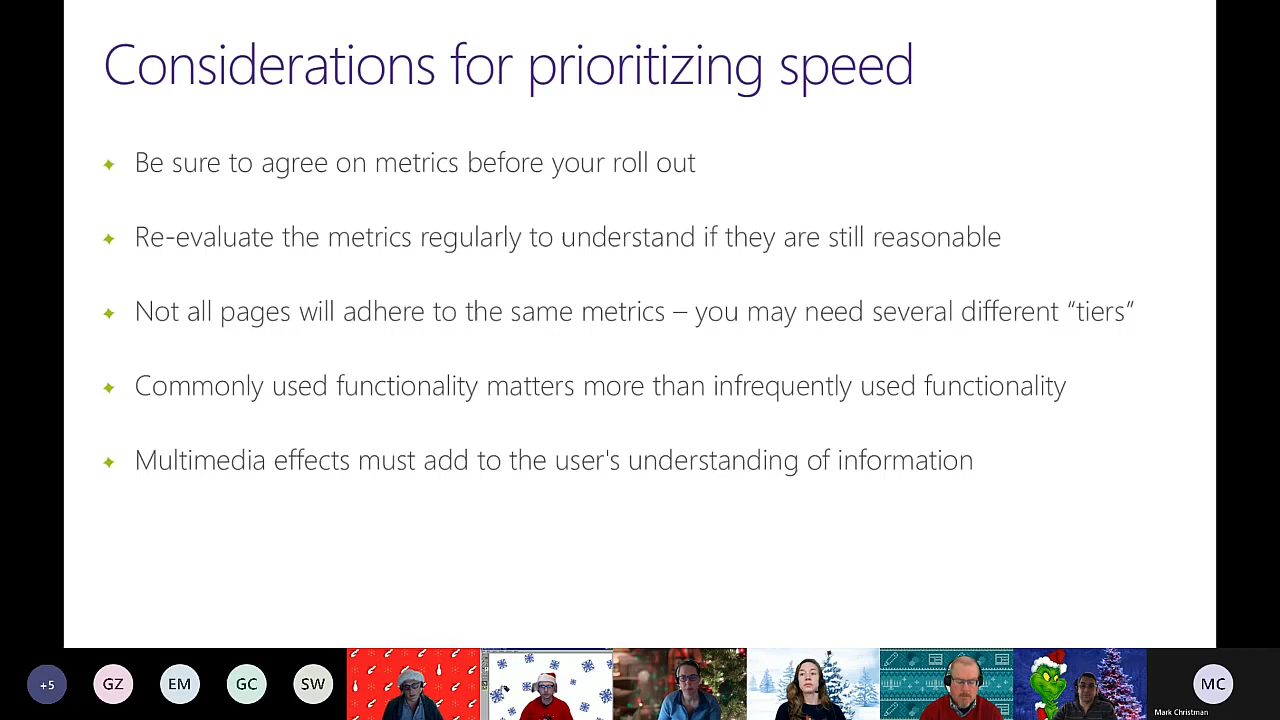 Considerations for prioritizing speed
Be sure to agree on metrics before your roll out
Re-evaluate the metrics regularly to understand if they are still reasonable
Not all pages will adhere to the same metrics – you may need several different “tiers”
Commonly used functionality matters more than infrequently used functionality
Multimedia effects must add to the user's understanding of information
+5
GZ
EM
GC
SW
MC
Mark Christman